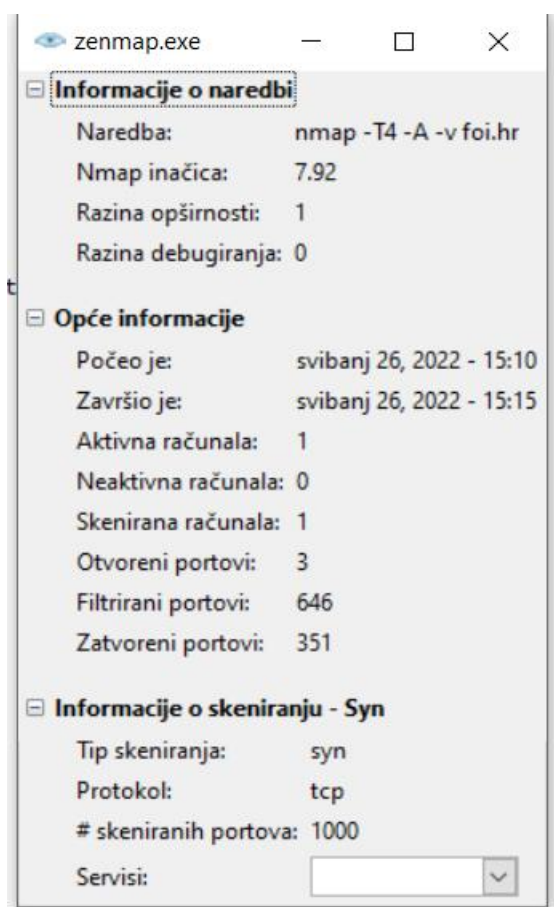 zenmap.exe
Informacije o naredbi
Naredba: nmap -T4 -A -v foi.hr
Nmap inačica: 7.92
Razina opširnosti: 1
Razina debugiranja: 0
t
Opće informacije
Počeo je: svibanj 26, 2022 - 15:10
Završio je: svibanj 26, 2022 - 15:15
Aktivna računala: 1
Neaktivna računala: 0
Skenirana računala: 1
Otvoreni portovi: 3
Filtrirani portovi: 646
Zatvoreni portovi: 351
Informacije o skeniranju - Syn
Tip skeniranja: syn
Protokol: tcp
# skeniranih portova: 1000
Servisi: